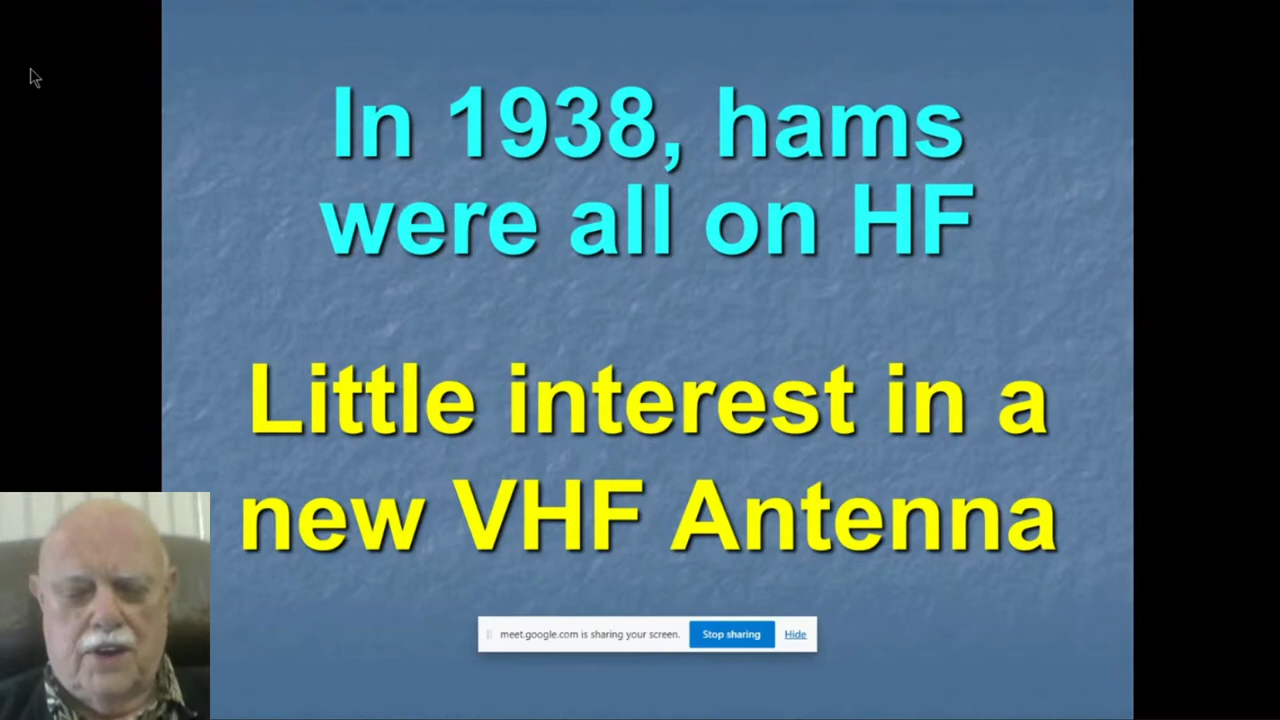 In 1938, hams
were all on HF
Little interest in a
new VHF Antenna
meet.google.com is sharing your screen. Stop sharing Hide